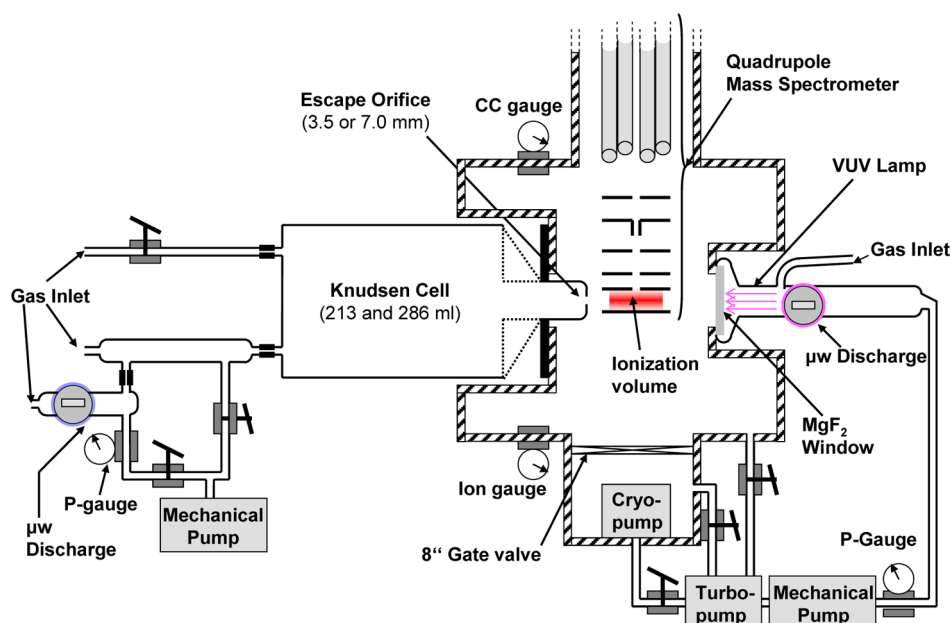 Quadrupole
Mass Spectrometer
Escape Orifice
(3.5 or 7.0 mm)
CC gauge
VUV Lamp
Gas Inlet
Gas Inlet
Knudsen Cell
(213 and 286 ml)
Ionization
volume
µw Discharge
MgF2
Window
P-gauge
µw
Discharge
Mechanical
Pump
Ion gauge
Cryo-
pump
8“ Gate valve
P-Gauge
Turbo-
pump
Mechanical
Pump